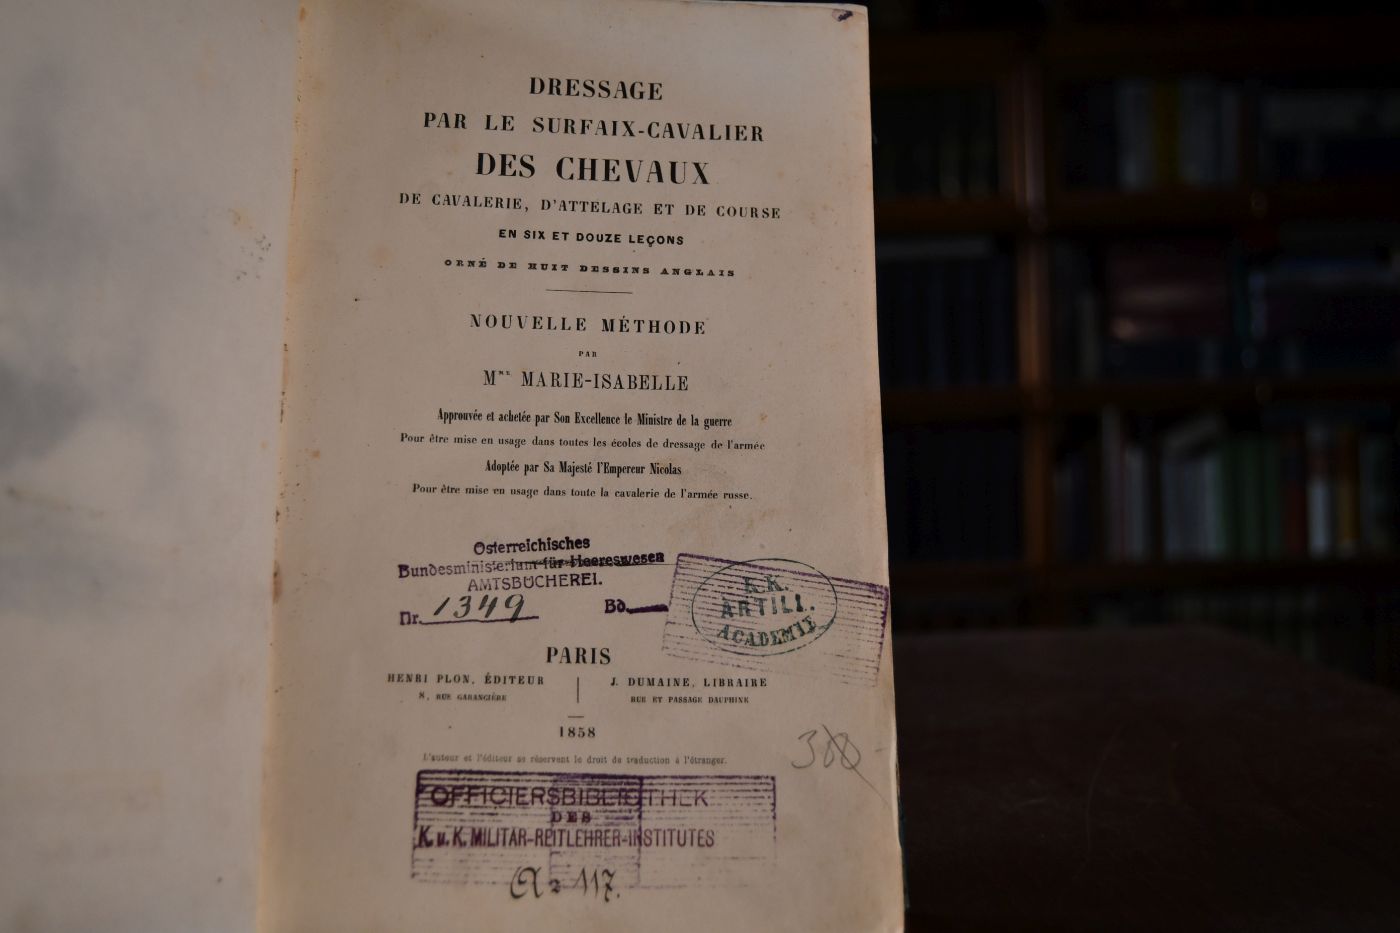 DRESSAGE
PAR LE SURFAIX-CAVALIER
DES CHEVAUX
DE CAVALERIE, D'ATTELAGE ET DE COURSE
EN SIX ET DOUZE LEÇONS
ORNÉ DE HUIT DESSINS ANGLAIS
NOUVELLE MÉTHODE
PAR
Mme MARIE-ISABELLE
Approuvée et achetée par Son Excellence le Ministre de la guerre
Pour être mise en usage dans toutes les écoles de dressage de l'armée
Adoptée par Sa Majesté l'Empereur Nicolas
Pour être mise en usage dans toute la cavalerie de l'armée russe.
Österreichisches
Bundesministerium für Heereswesen
AMTSBÜCHEREI.
Nr. 1349 Bd.
K.K.
ARTILL.
ACADEMIE
PARIS
HENRI PLON, ÉDITEUR
8, RUE GARANCIÈRE
J. DUMAINE, LIBRAIRE
RUE ET PASSAGE DAUPHINE
1858
L'auteur et l'éditeur se réservent le droit de traduction à l'étranger.
OFFICIERSBIBLIOTHEK
DES
K. u. K. MILITÄR-REITLEHRER-INSTITUTES
117.